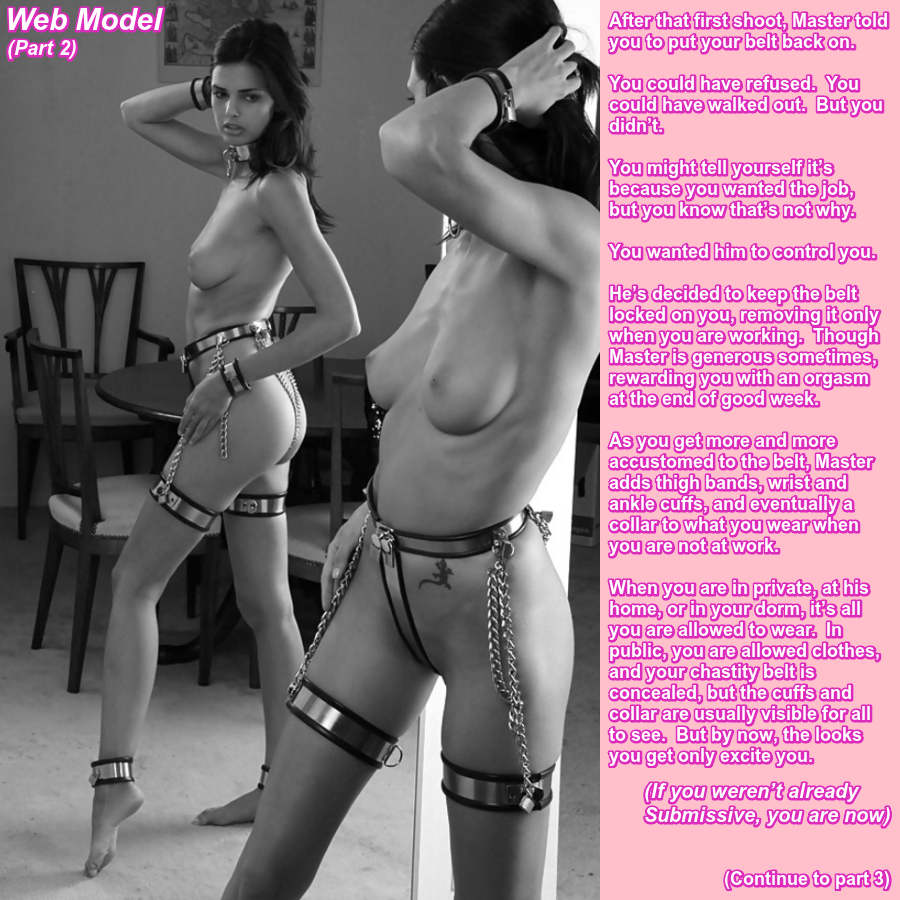 Web Model
(Part 2)
After that first shoot, Master told
you to put your belt back on.
You could have refused. You
could have walked out. But you
didn't.
You might tell yourself it's
because you wanted the job,
but you know that's not why.
You wanted him to control you.
He's decided to keep the belt
locked on you, removing it only
when you are working. Though
Master is generous sometimes,
rewarding you with an orgasm
at the end of good week.
As you get more and more
accustomed to the belt, Master
adds thigh bands, wrist and
ankle cuffs, and eventually a
collar to what you wear when
you are not at work.
When you are in private, at his
home, or in your dorm, it's all
you are allowed to wear. In
public, you are allowed clothes,
and your chastity belt is
concealed, but the cuffs and
collar are usually visible for all
to see. But by now, the looks
you get only excite you.
(If you weren't already
Submissive, you are now)
(Continue to part 3)